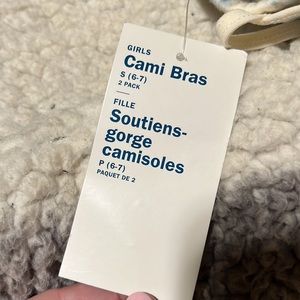 GIRLS
Cami Bras
S (6-7)
2 PACK
FILLE
Soutiens-
gorge
camisoles
P (6-7)
PAQUET DE 2